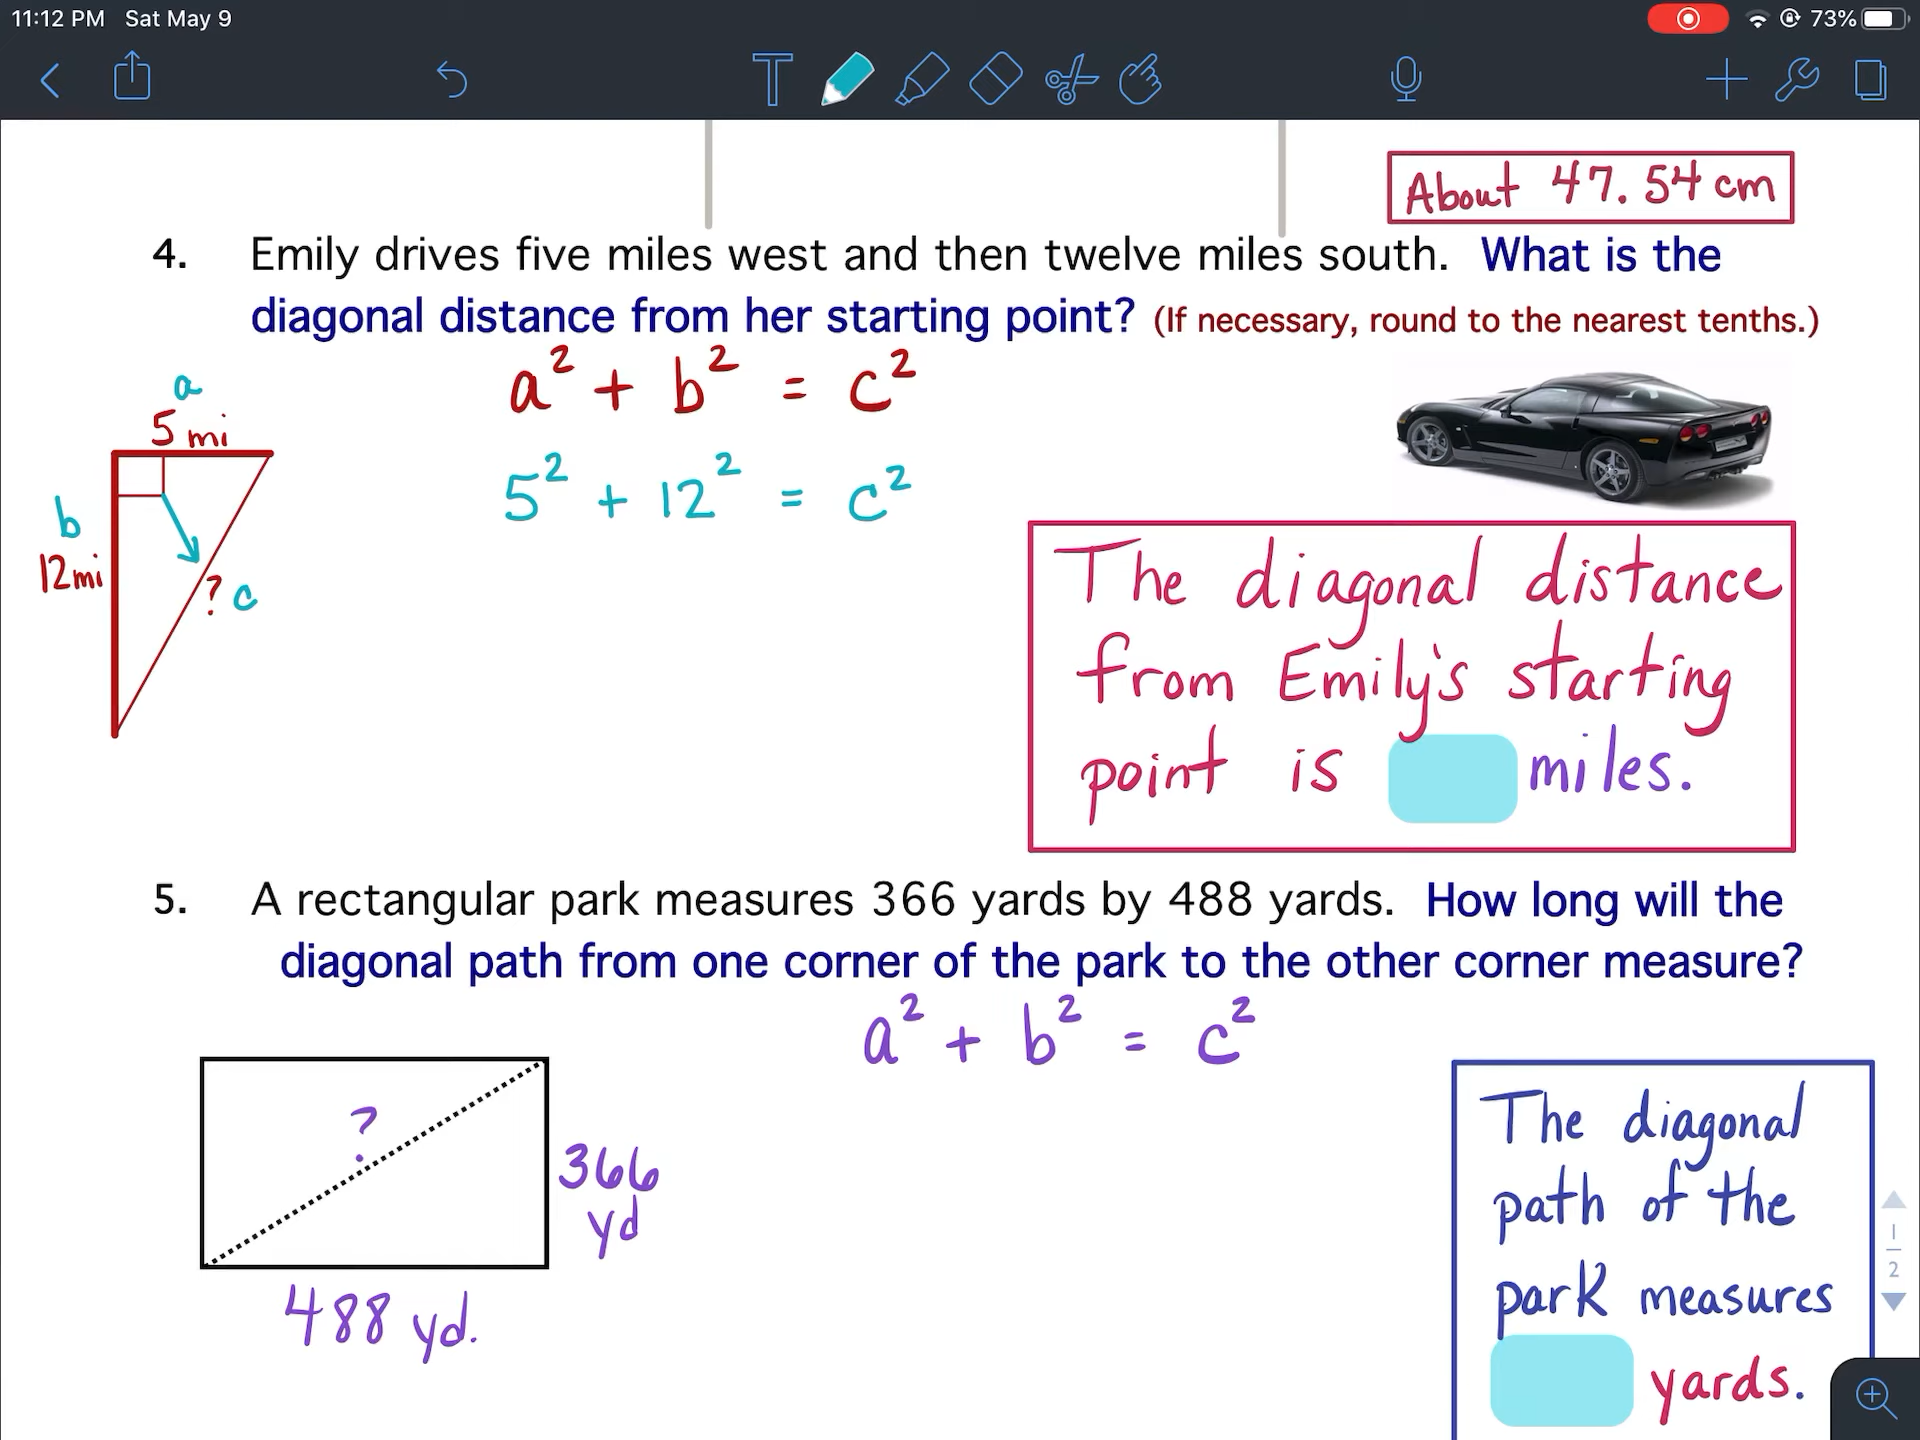 11:12 PM Sat May 9
73%
About 47.54 cm
4. Emily drives five miles west and then twelve miles south. What is the
diagonal distance from her starting point? (If necessary, round to the nearest tenths.)
a² + b² = c²
a
5 mi
5² + 12² = c²
b
12mi
? c
The diagonal distance
from Emily's starting
point is miles.
5. A rectangular park measures 366 yards by 488 yards. How long will the
diagonal path from one corner of the park to the other corner measure?
a² + b² = c²
?
366
yd
488 yd.
The diagonal
path of the
park measures
yards.
1
2